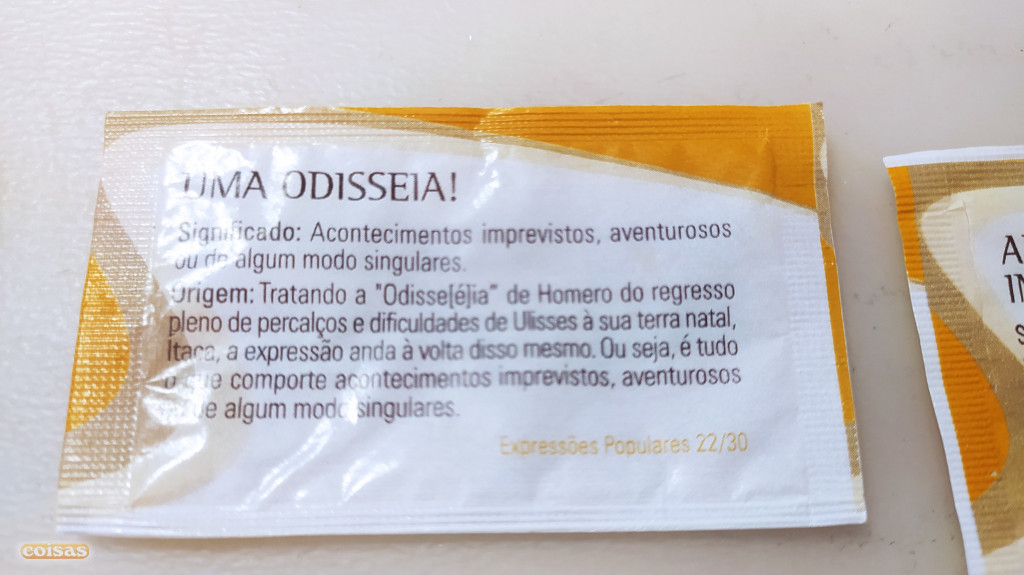 UMA ODISSEIA!
Significado: Acontecimentos imprevistos, aventurosos
ou de algum modo singulares.
Origem: Tratando a "Odisse[é]ia" de Homero do regresso
pleno de percalços e dificuldades de Ulisses à sua terra natal,
Ítaca, a expressão anda à volta disso mesmo. Ou seja, é tudo
o que comporte acontecimentos imprevistos, aventurosos
ou de algum modo singulares.
Expressões Populares 22/30
coisas